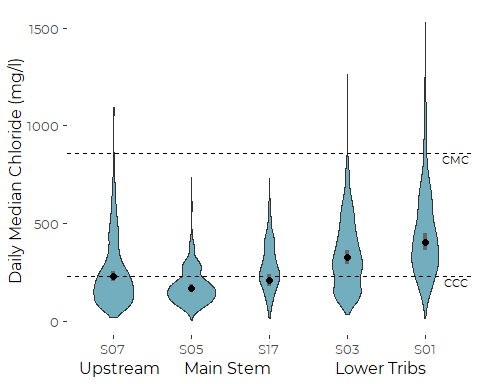 Daily Median Chloride (mg/l)
1500
1000
500
0
CMC
CCC
S07 S05 S17 S03 S01
Upstream Main Stem Lower Tribs